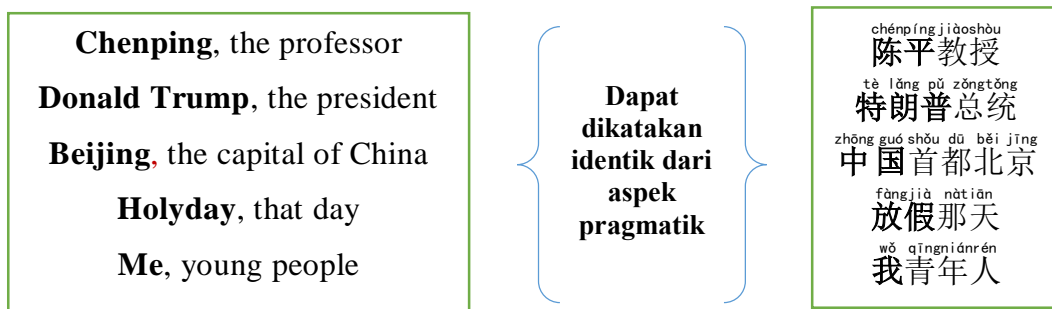 Chenping, the professor
Donald Trump, the president
Beijing, the capital of China
Holyday, that day
Me, young people
Dapat
dikatakan
identik dari
aspek
pragmatik
chénpíngjiàoshòu
陈平教授
tè lǎng pǔ zǒngtǒng
特朗普总统
zhōng guó shǒu dū běi jīng
中国首都北京
fàngjià nàtiān
放假那天
wǒ qīngniánrén
我青年人